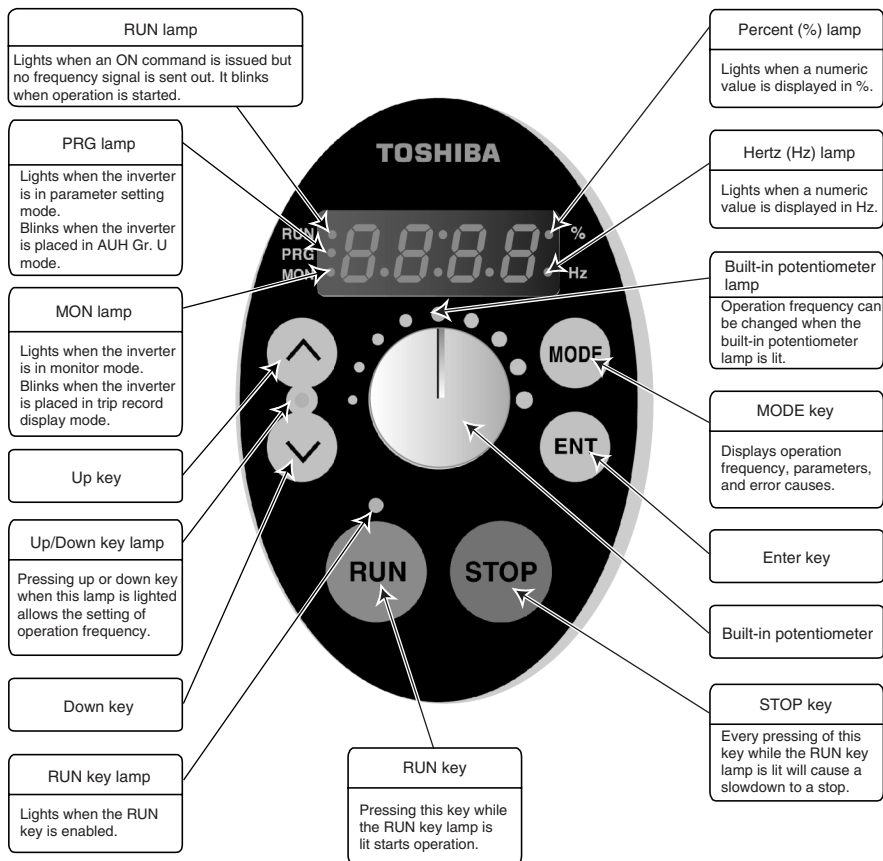 RUN lamp
Lights when an ON command is issued but
no frequency signal is sent out. It blinks
when operation is started.
PRG lamp
Lights when the inverter
is in parameter setting
mode.
Blinks when the inverter
is placed in AUH Gr. U
mode.
MON lamp
Lights when the inverter
is in monitor mode.
Blinks when the inverter
is placed in trip record
display mode.
Up key
Up/Down key lamp
Pressing up or down key
when this lamp is lighted
allows the setting of
operation frequency.
Down key
RUN key lamp
Lights when the RUN
key is enabled.
TOSHIBA
RUN
PRG
MON
8.8.8.8.
%
Hz
MODE
ENT
RUN
STOP
RUN key
Pressing this key while
the RUN key lamp is
lit starts operation.
Percent (%) lamp
Lights when a numeric
value is displayed in %.
Hertz (Hz) lamp
Lights when a numeric
value is displayed in Hz.
Built-in potentiometer
lamp
Operation frequency can
be changed when the
built-in potentiometer
lamp is lit.
MODE key
Displays operation
frequency, parameters,
and error causes.
Enter key
Built-in potentiometer
STOP key
Every pressing of this
key while the RUN key
lamp is lit will cause a
slowdown to a stop.